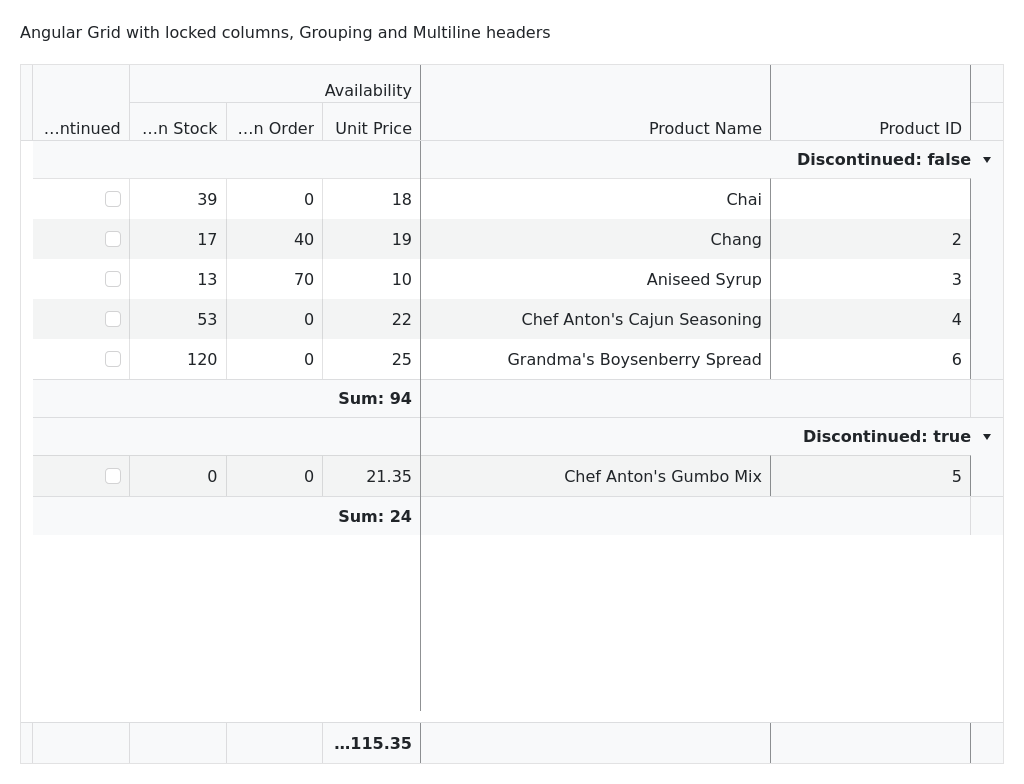 Angular Grid with locked columns, Grouping and Multiline headers
Availability
...ntinued ...n Stock ...n Order Unit Price Product Name Product ID
Discontinued: false
39 0 18 Chai
17 40 19 Chang 2
13 70 10 Aniseed Syrup 3
53 0 22 Chef Anton's Cajun Seasoning 4
120 0 25 Grandma's Boysenberry Spread 6
Sum: 94
Discontinued: true
0 0 21.35 Chef Anton's Gumbo Mix 5
Sum: 24
...115.35